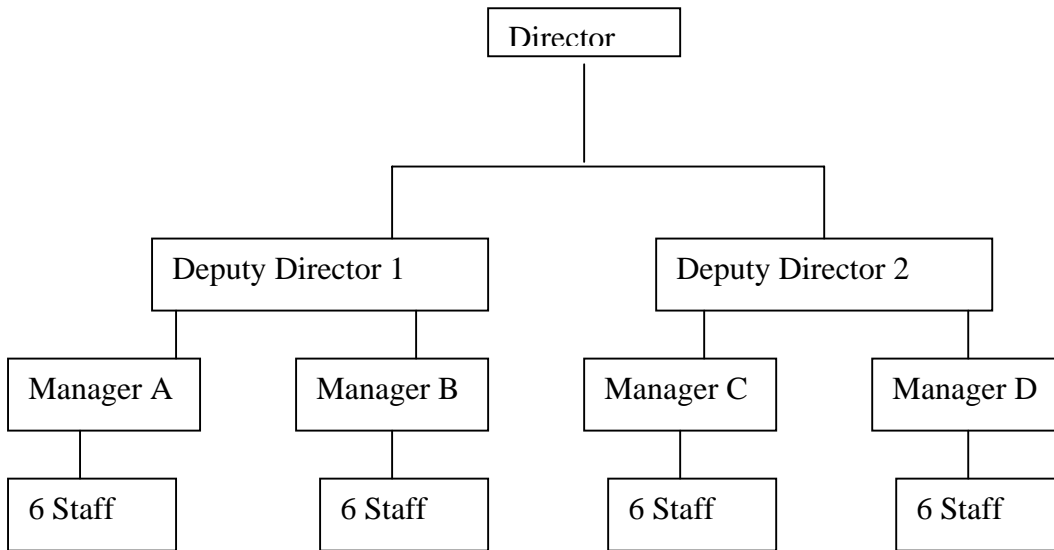 Director
Deputy Director 1
Deputy Director 2
Manager A
Manager B
Manager C
Manager D
6 Staff
6 Staff
6 Staff
6 Staff